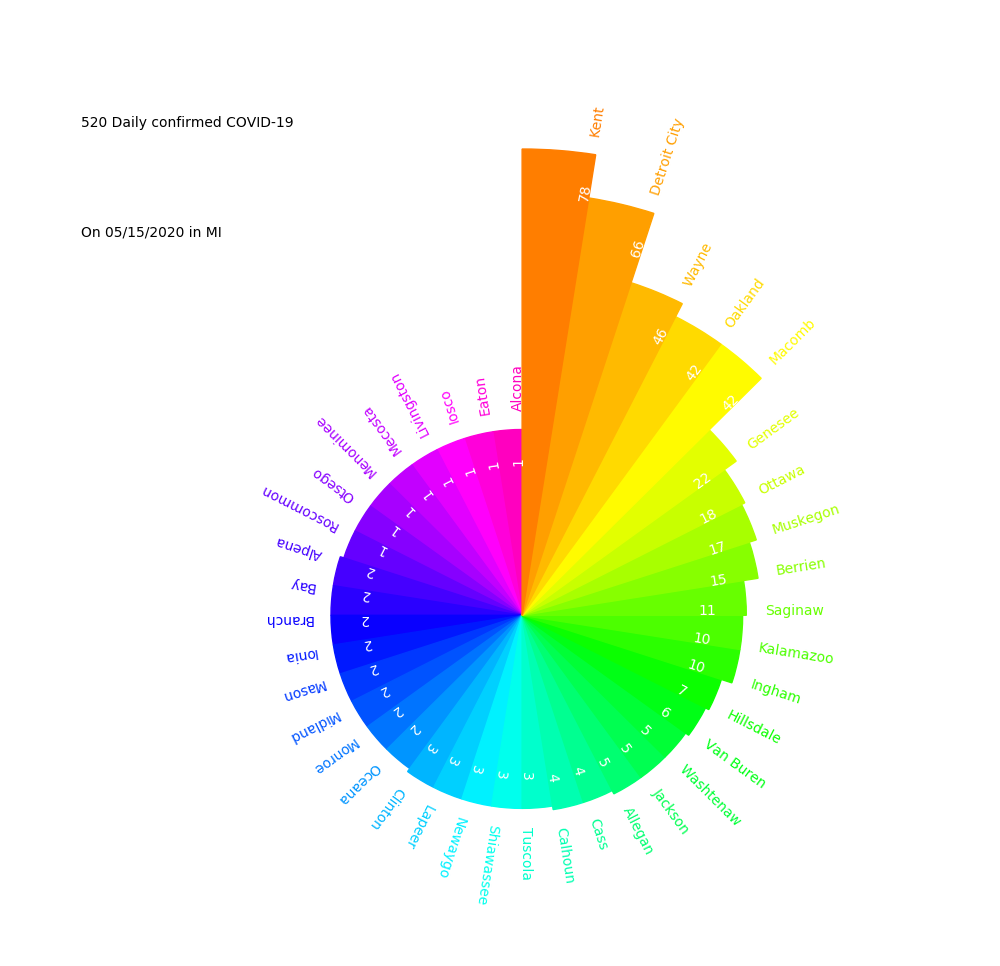 520 Daily confirmed COVID-19
On 05/15/2020 in MI
Kent
78
Detroit City
66
Wayne
46
Oakland
42
Macomb
42
Genesee
22
Ottawa
18
Muskegon
17
Berrien
15
Saginaw
11
Kalamazoo
10
Ingham
10
Hillsdale
7
Van Buren
6
Washtenaw
5
Jackson
5
Allegan
5
Cass
4
Calhoun
4
Tuscola
3
Shiawassee
3
Newaygo
3
Lapeer
3
Clinton
3
Oceana
2
Monroe
2
Midland
2
Mason
2
Ionia
2
Branch
2
Bay
2
Alpena
2
Roscommon
1
Otsego
1
Menominee
1
Mecosta
1
Livingston
1
Iosco
1
Eaton
1
Alcona
1